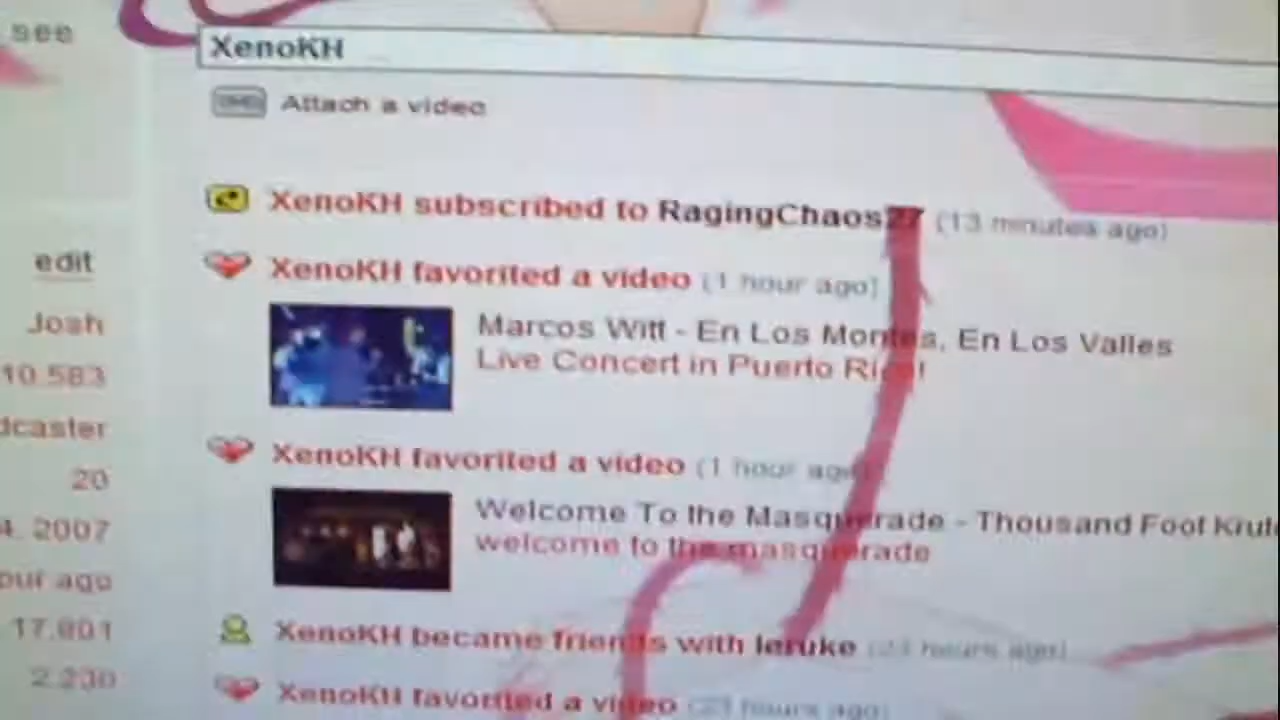 see
XenoKH
Attach a video
XenoKH subscribed to RagingChaos27 (13 minutes ago)
edit
XenoKH favorited a video (1 hour ago)
Josh
Marcos Witt - En Los Montes, En Los Valles
Live Concert in Puerto Rico!
10.583
dcaster
XenoKH favorited a video (1 hour ago)
20
Welcome To the Masquerade - Thousand Foot Krut
4. 2007
welcome to the masquerade
our ago
17.801
XenoKH became friends with leruke (23 hours ago)
2.230
XenoKH favorited a video (23 hours ago)